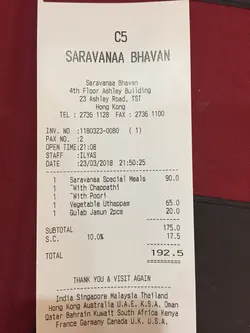 C5
SARAVANAA BHAVAN
Saravanaa Bhavan
4th Floor Ashley Building
23 Ashley Road, TST
Hong Kong
TEL : 2736 1128 FAX : 2736 1100
INV. NO :1180323-0080 ( 1)
PAX NO. :2
OPEN TIME:21:08
STAFF :ILYAS
DATE :23/03/2018 21:50:25
1 Saravanaa Special Meals 90.0
1 *With Chappathi
1 *With Poori
1 Vegetable Uthappam 65.0
1 Gulab Jamun 2pcs 20.0
SUBTOTAL 175.0
S.C. 10.0% 17.5
TOTAL 192.5
THANK YOU & VISIT AGAIN
India Singapore Malaysia Thailand
Hong Kong Australia U.A.E. K.S.A. Oman
Qatar Bahrain Kuwait South Africa Kenya
France Germany Canada U.K. U.S.A.